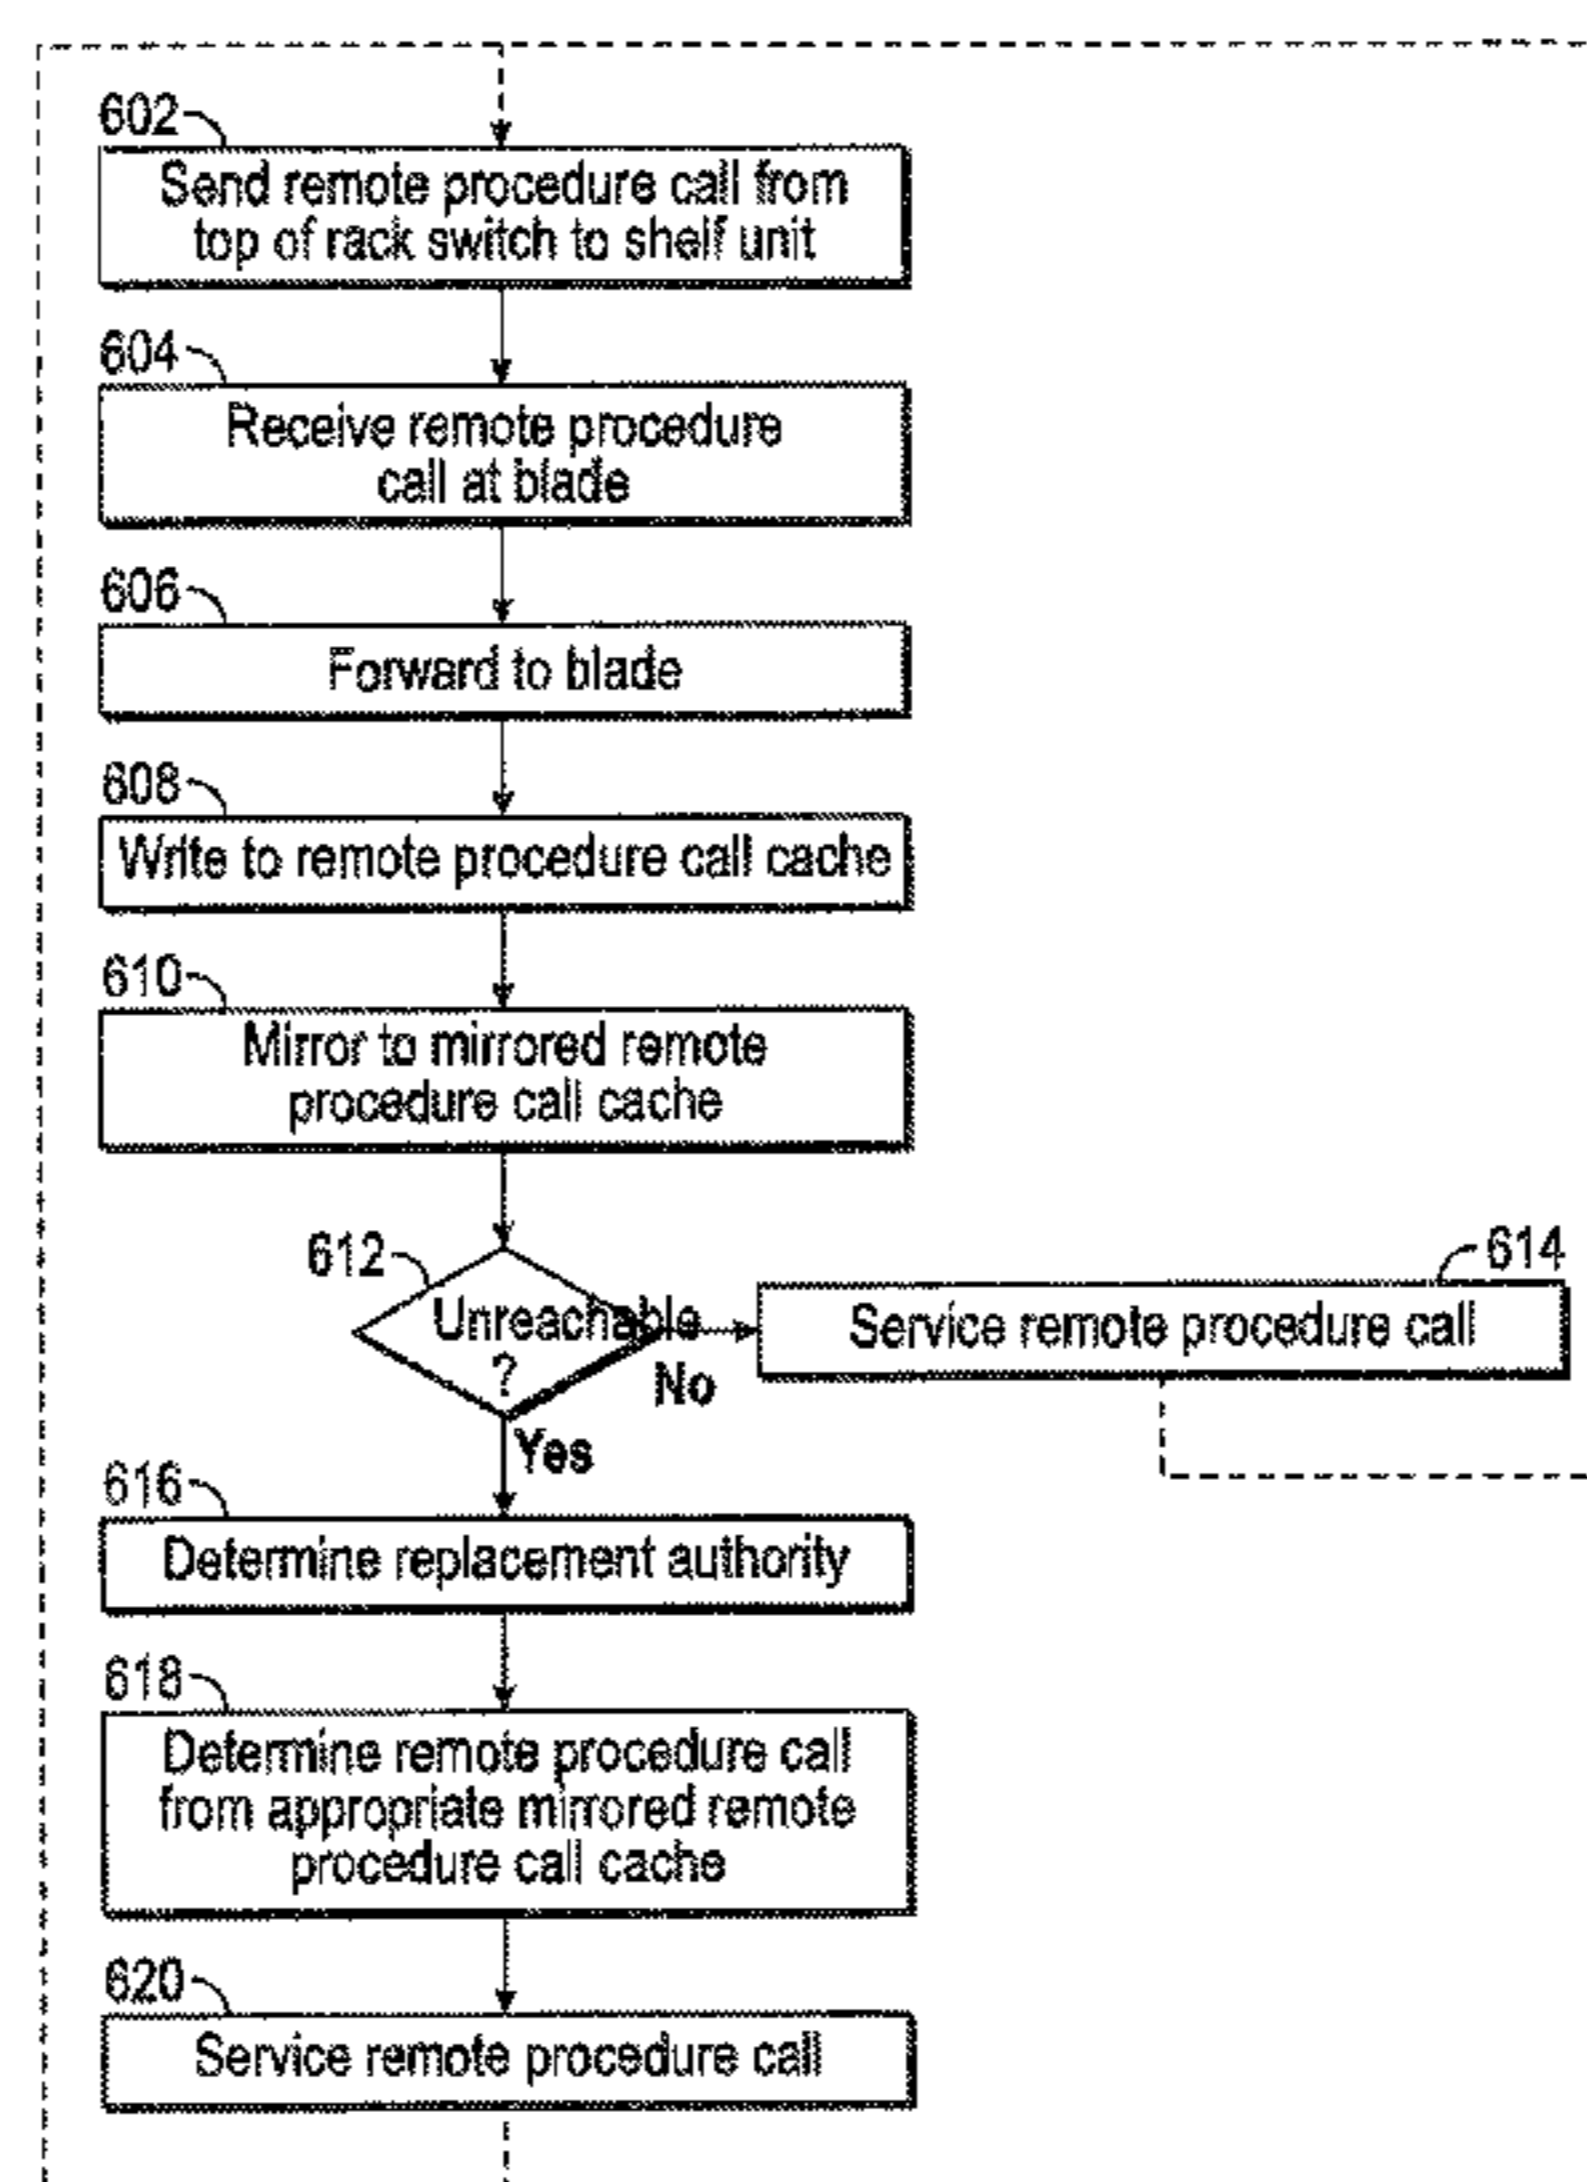 602
Send remote procedure call from
top of rack switch to shelf unit
604
Receive remote procedure
call at blade
606
Forward to blade
608
Write to remote procedure call cache
610
Mirror to mirrored remote
procedure call cache
612
Unreachable
?
No
614
Service remote procedure call
Yes
616
Determine replacement authority
618
Determine remote procedure call
from appropriate mirrored remote
procedure call cache
620
Service remote procedure call